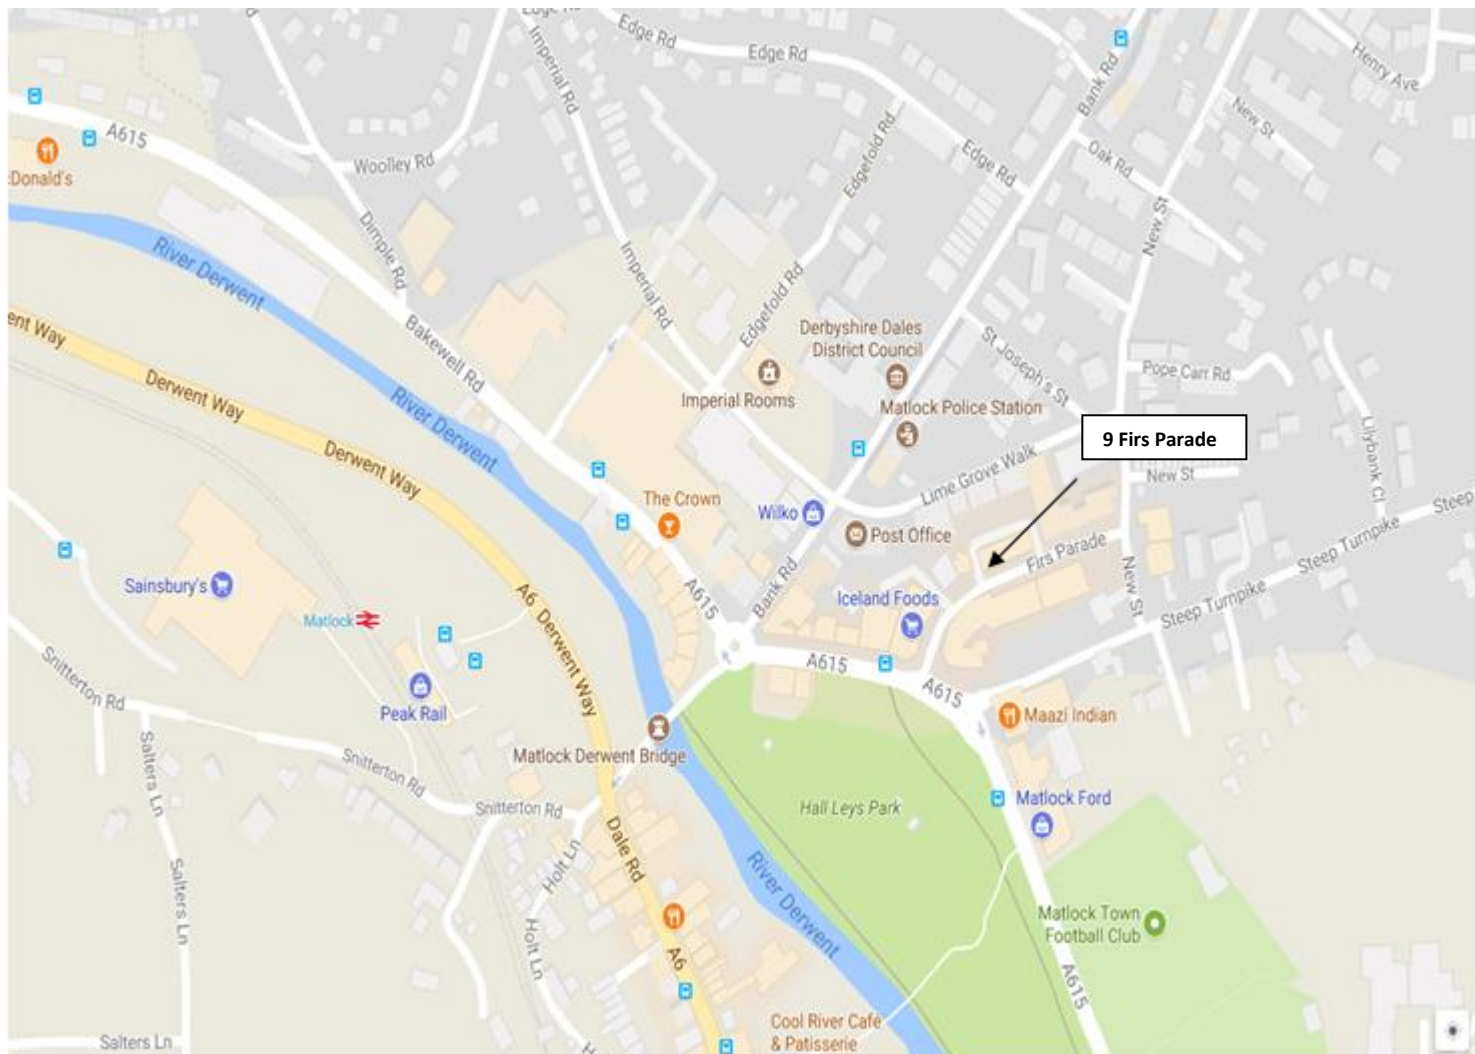 Edge Rd
Edge Rd
Edge Rd
Imperial Rd
Bank Rd
Henry Ave
New St
A615
cDonald's
Woolley Rd
Edgefold Rd
Edge Rd
Oak Rd
New St
Dimple Rd
River Derwent
Imperial Rd
Edgefold Rd
ent Way
Bakewell Rd
Derbyshire Dales
District Council
St Joseph's St
Pope Carr Rd
Derwent Way
River Derwent
Imperial Rooms
Matlock Police Station
9 Firs Parade
Lilybank Cl
Derwent Way
Lime Grove Walk
New St
The Crown
Wilko
Post Office
Steep
Steep Turnpike
Firs Parade
New St
Sainsbury's
Matlock
A6
Derwent Way
A615
Bank Rd
Iceland Foods
Steep Turnpike
Snitterton Rd
A615
A615
Peak Rail
Maazi Indian
Matlock Derwent Bridge
Salters Ln
Snitterton Rd
Snitterton Rd
Hall Leys Park
Matlock Ford
Dale Rd
Holt Ln
Salters Ln
River Derwent
Matlock Town
Football Club
Holt Ln
A6
A615
Cool River Café
& Patisserie
Salters Ln
H